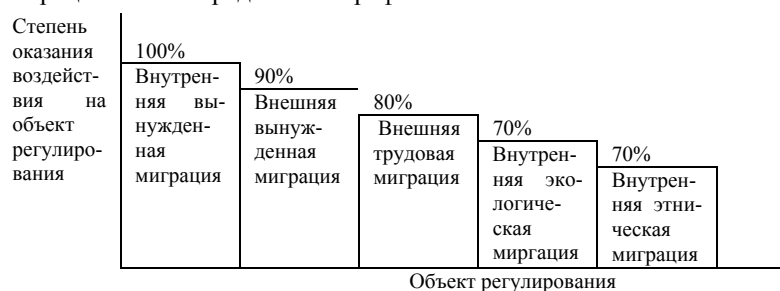 Степень
оказания
воздейст-
вия на
объект
регулиро-
вания
100%
Внутрен-
няя вы-
нужден-
ная
миграция
90%
Внешняя
вынуж-
денная
миграция
80%
Внешняя
трудовая
миграция
70%
Внутрен-
няя эко-
логиче-
ская
миргация
70%
Внутрен-
няя этни-
ческая
миграция
Объект регулирования